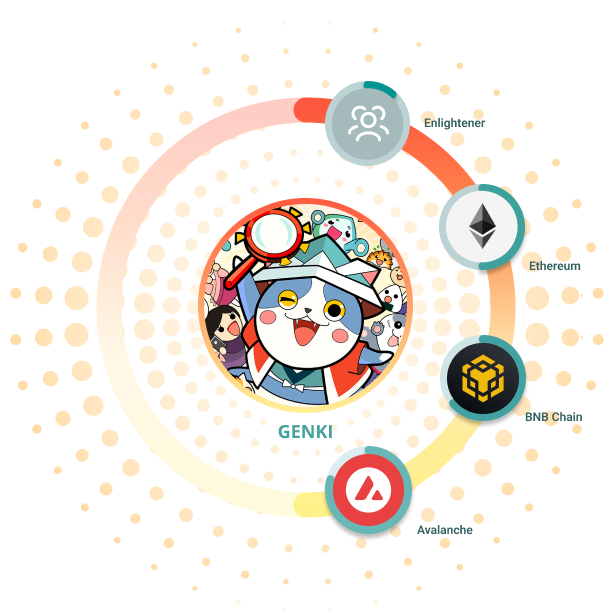 Enlightener
Ethereum
BNB Chain
GENKI
Avalanche